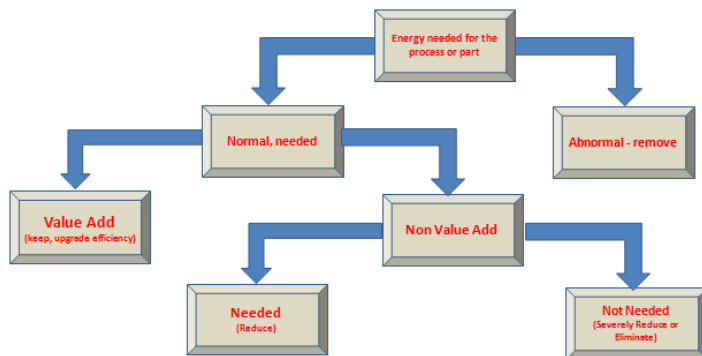 Energy needed for the
process or part
Normal, needed
Abnormal - remove
Value Add
(keep, upgrade efficiency)
Non Value Add
Needed
(Reduce)
Not Needed
(Severely Reduce or
Eliminate)